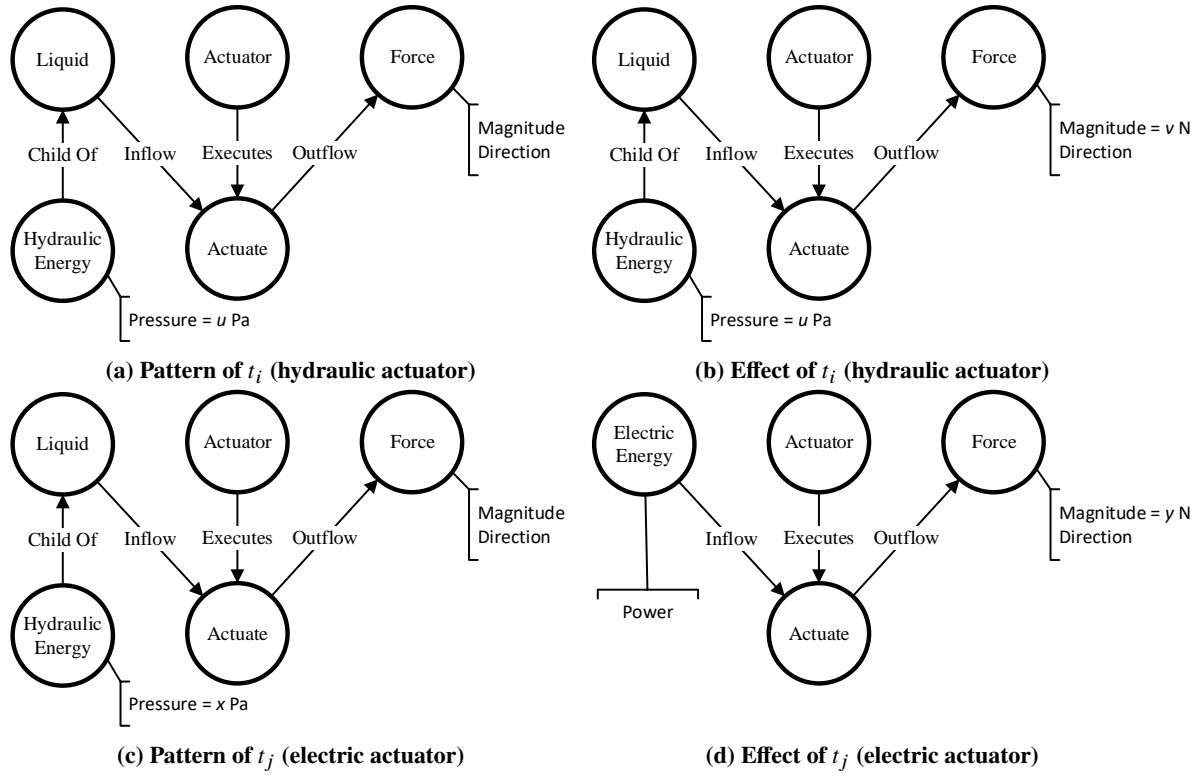 Liquid
Actuator
Force
Magnitude
Direction
Child Of
Inflow
Executes
Outflow
Hydraulic
Energy
Actuate
Pressure = u Pa
(a) Pattern of t_i (hydraulic actuator)
Liquid
Actuator
Force
Magnitude = v N
Direction
Child Of
Inflow
Executes
Outflow
Hydraulic
Energy
Actuate
Pressure = u Pa
(b) Effect of t_i (hydraulic actuator)
Liquid
Actuator
Force
Magnitude
Direction
Child Of
Inflow
Executes
Outflow
Hydraulic
Energy
Actuate
Pressure = x Pa
(c) Pattern of t_j (electric actuator)
Electric
Energy
Actuator
Force
Magnitude = y N
Direction
Inflow
Executes
Outflow
Power
Actuate
(d) Effect of t_j (electric actuator)